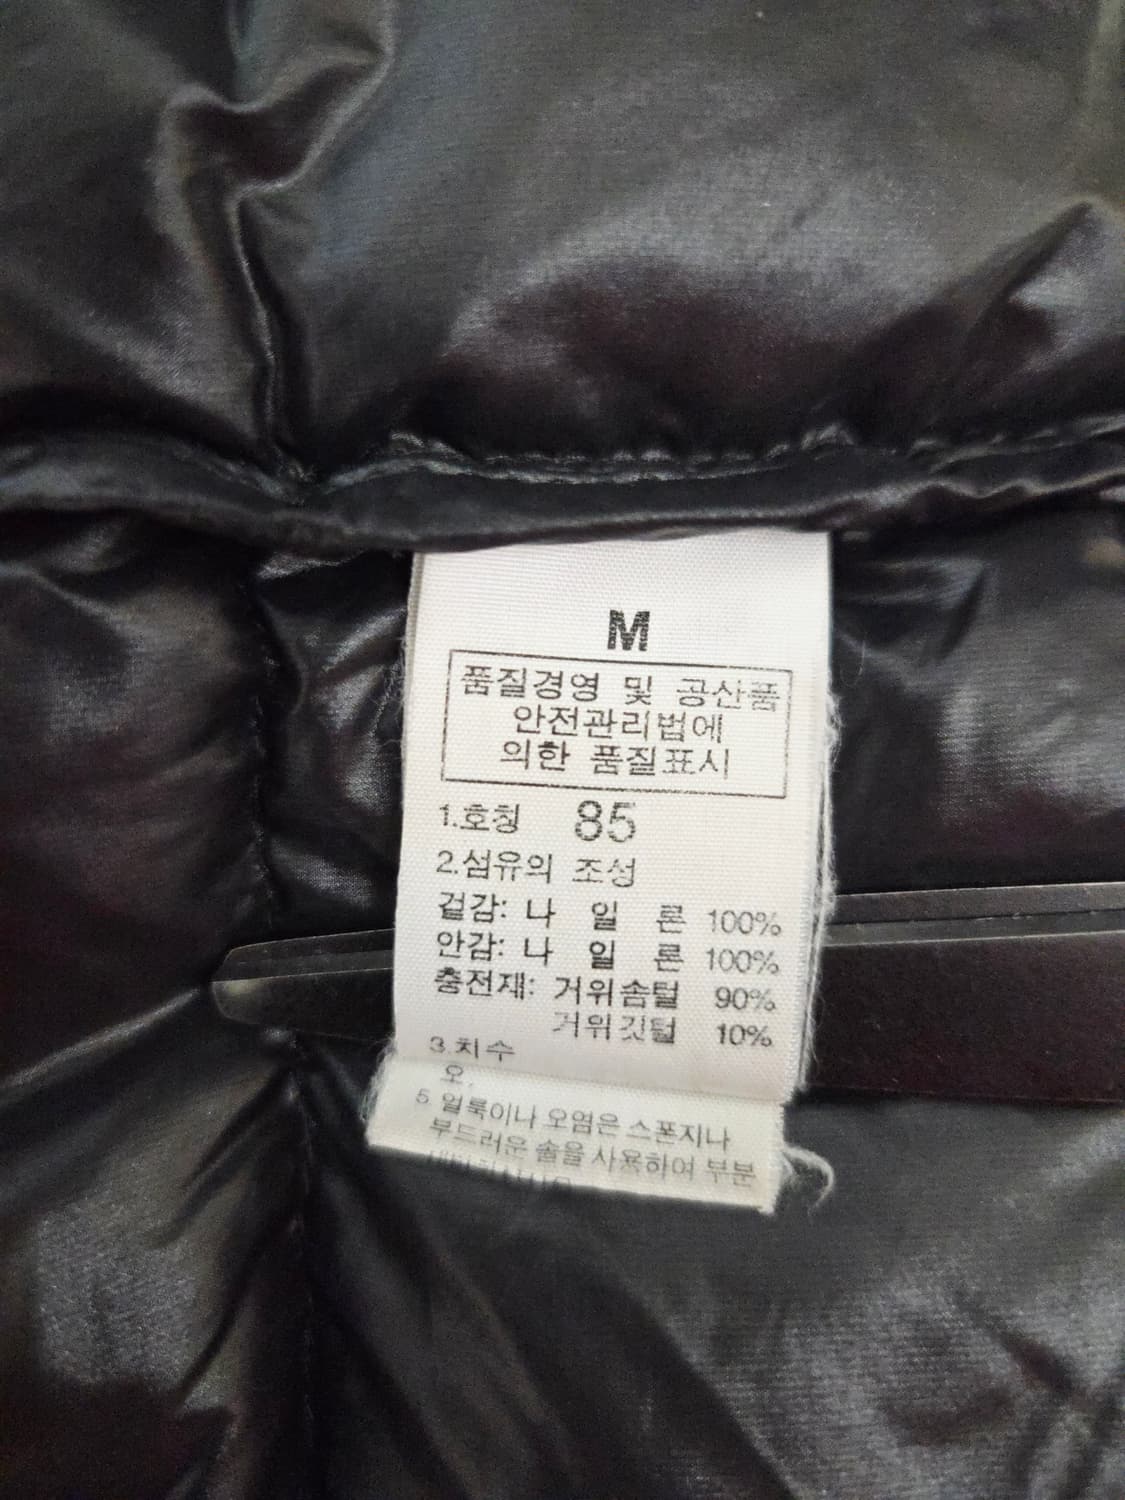 M
품질경영 및 공산품
안전관리법에
의한 품질표시
1.호칭 85
2.섬유의 조성
겉감: 나 일 론 100%
안감: 나 일 론 100%
충전재: 거위솜털 90%
거위깃털 10%
3.치수
오.
5. 얼룩이나 오염은 스폰지나
부드러운 솔을 사용하여 부분